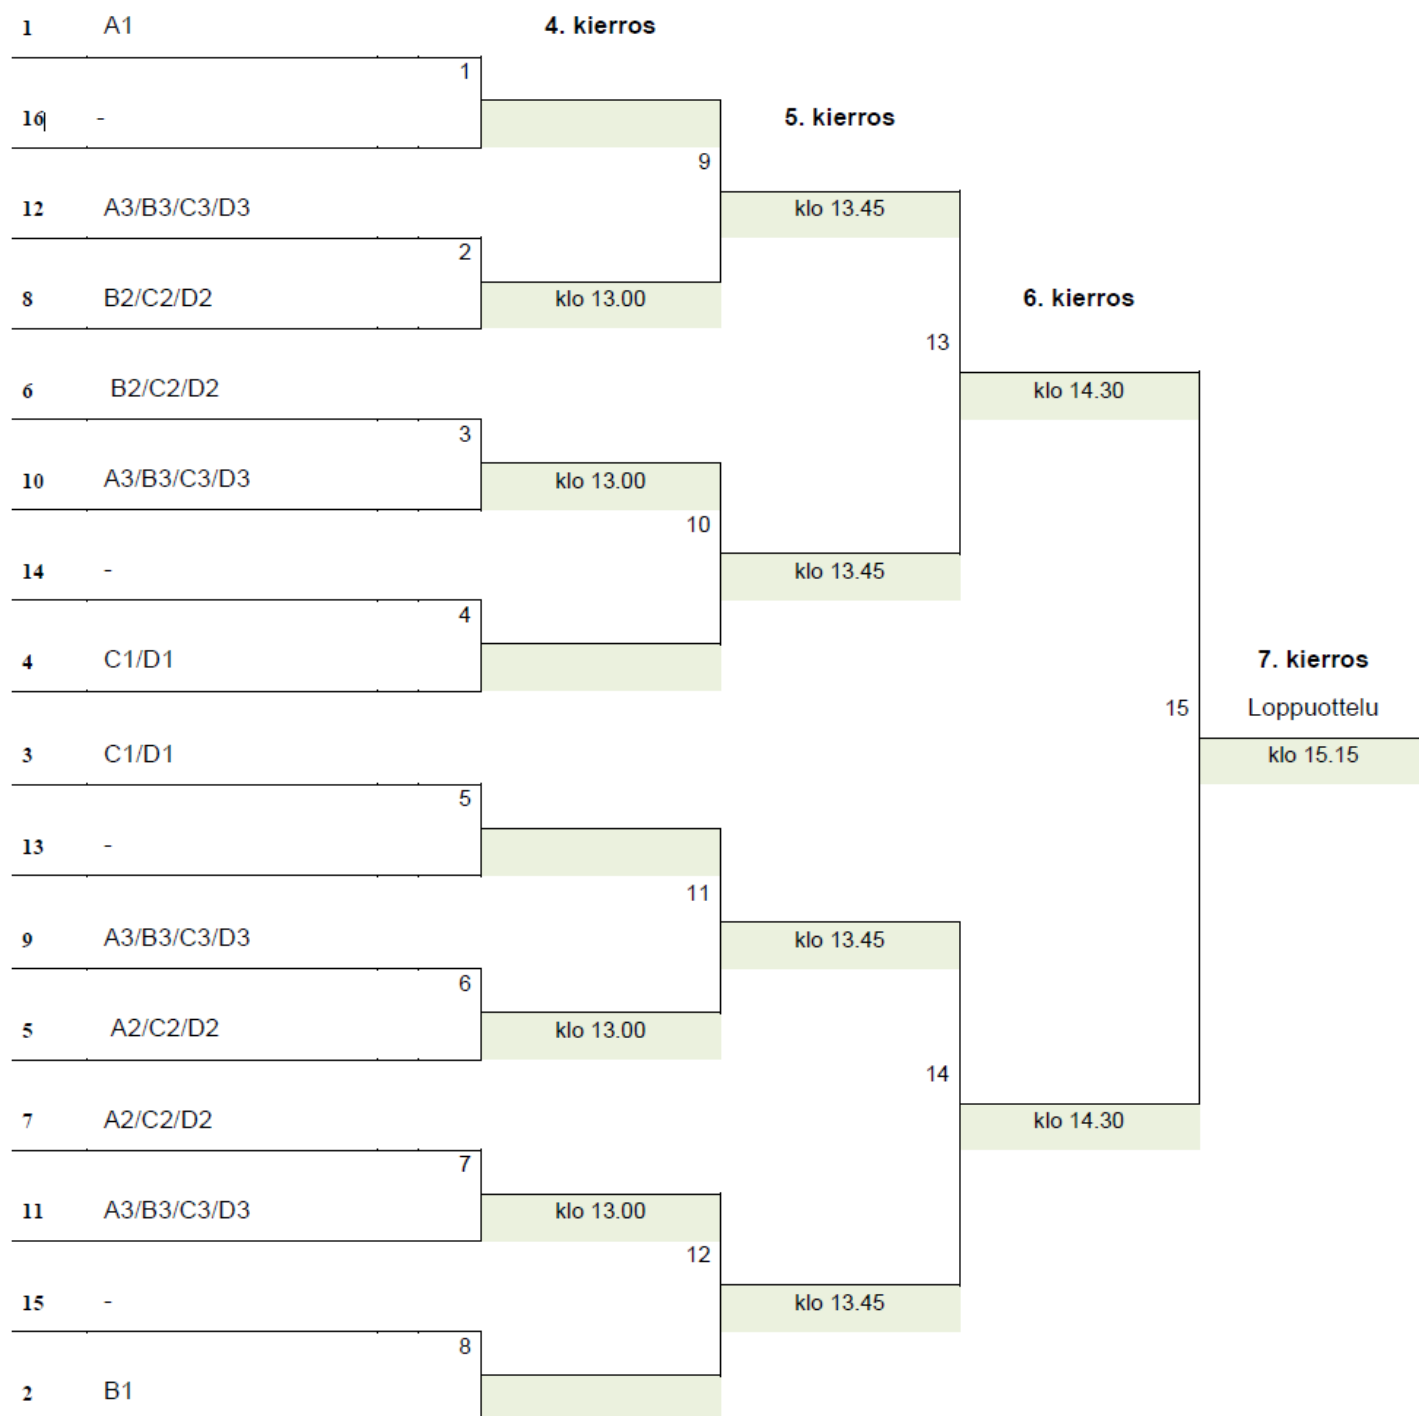 1 A1 4. kierros
1
16 - 5. kierros
9
12 A3/B3/C3/D3 klo 13.45
2
8 B2/C2/D2 klo 13.00 6. kierros
13
6 B2/C2/D2 klo 14.30
3
10 A3/B3/C3/D3 klo 13.00
10
14 - klo 13.45
4
4 C1/D1 7. kierros
15 Loppuottelu
3 C1/D1 klo 15.15
5
13 -
11
9 A3/B3/C3/D3 klo 13.45
6
5 A2/C2/D2 klo 13.00
14
7 A2/C2/D2 klo 14.30
7
11 A3/B3/C3/D3 klo 13.00
12
15 - klo 13.45
8
2 B1